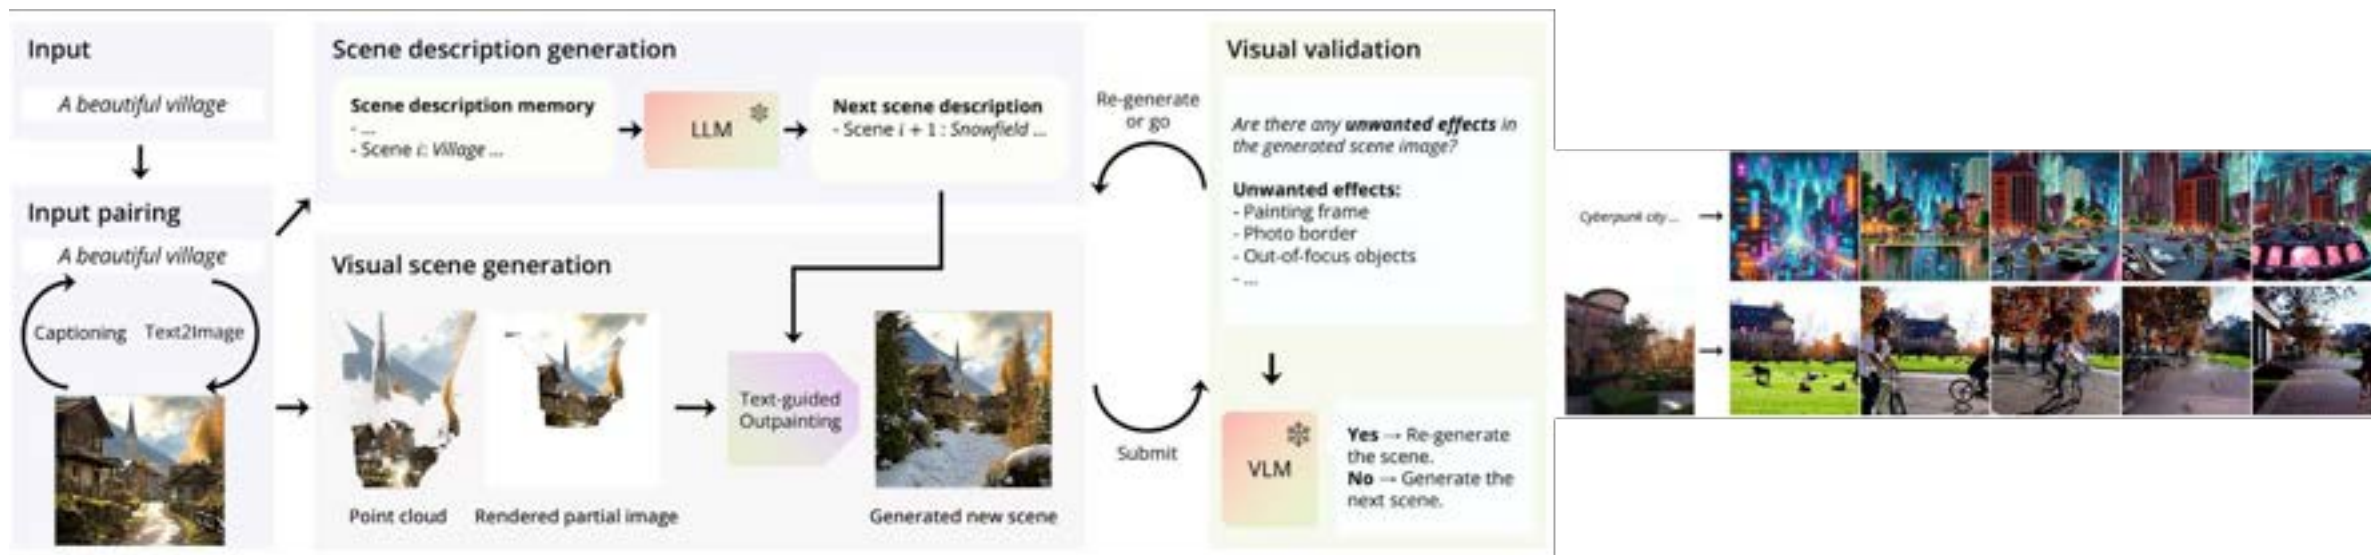 Input
A beautiful village
Input pairing
A beautiful village
Captioning
Text2Image
Scene description generation
Scene description memory
- ...
- Scene i: Village ...
LLM
Next scene description
- Scene i + 1 : Snowfield ...
Visual scene generation
Point cloud
Rendered partial image
Text-guided
Outpainting
Generated new scene
Re-generate
or go
Submit
Visual validation
Are there any unwanted effects in
the generated scene image?
Unwanted effects:
- Painting frame
- Photo border
- Out-of-focus objects
- ...
VLM
Yes → Re-generate
the scene.
No → Generate the
next scene.
Cyberpunk city ...